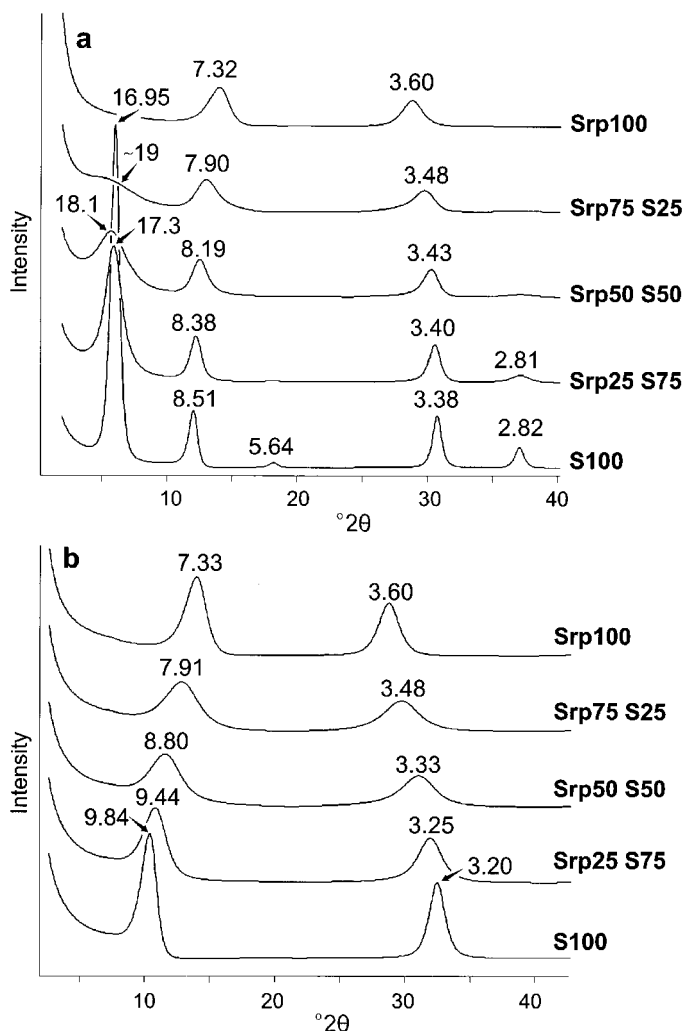 a
7.32
3.60
Srp100
16.95
~19
7.90
3.48
Srp75 S25
18.1
17.3
8.19
3.43
Srp50 S50
8.38
3.40
2.81
Srp25 S75
8.51
5.64
3.38
2.82
S100
Intensity
10 20 30 40
°2θ
b
7.33
3.60
Srp100
7.91
3.48
Srp75 S25
8.80
3.33
Srp50 S50
9.84
9.44
3.25
Srp25 S75
3.20
S100
Intensity
10 20 30 40
°2θ